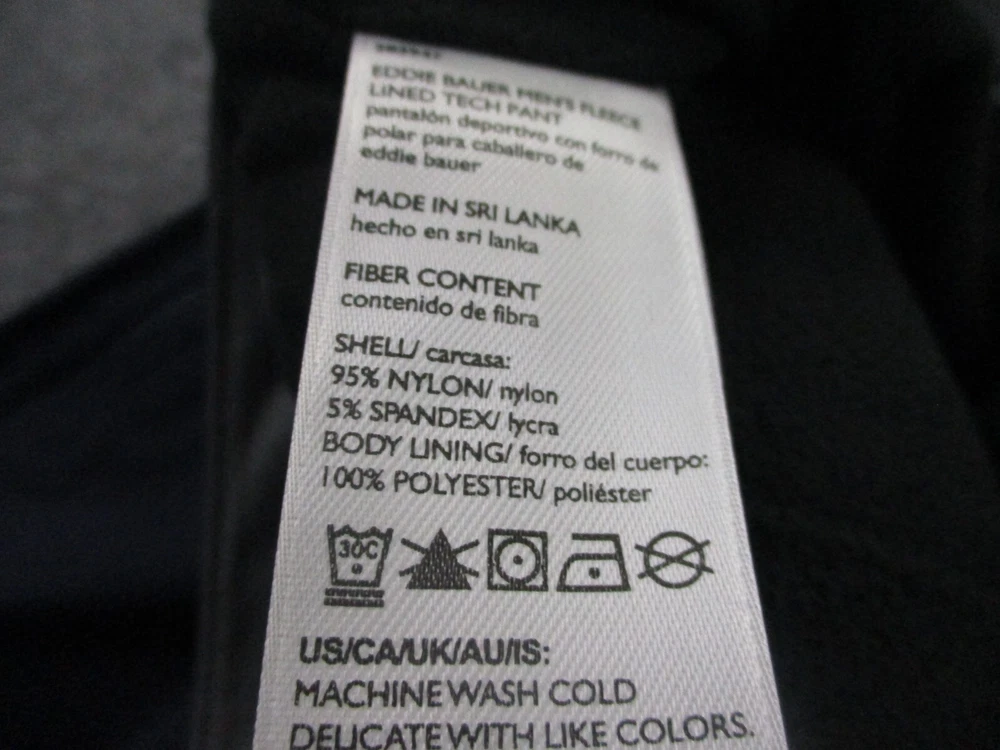 EDDIE BAUER MEN'S FLEECE
LINED TECH PANT
pantalón deportivo con forro de
polar para caballero de
eddie bauer
MADE IN SRI LANKA
hecho en sri lanka
FIBER CONTENT
contenido de fibra
SHELL/ carcasa:
95% NYLON/ nylon
5% SPANDEX/ lycra
BODY LINING/ forro del cuerpo:
100% POLYESTER/ poliéster
30C
US/CA/UK/AU/IS:
MACHINE WASH COLD
DELICATE WITH LIKE COLORS.